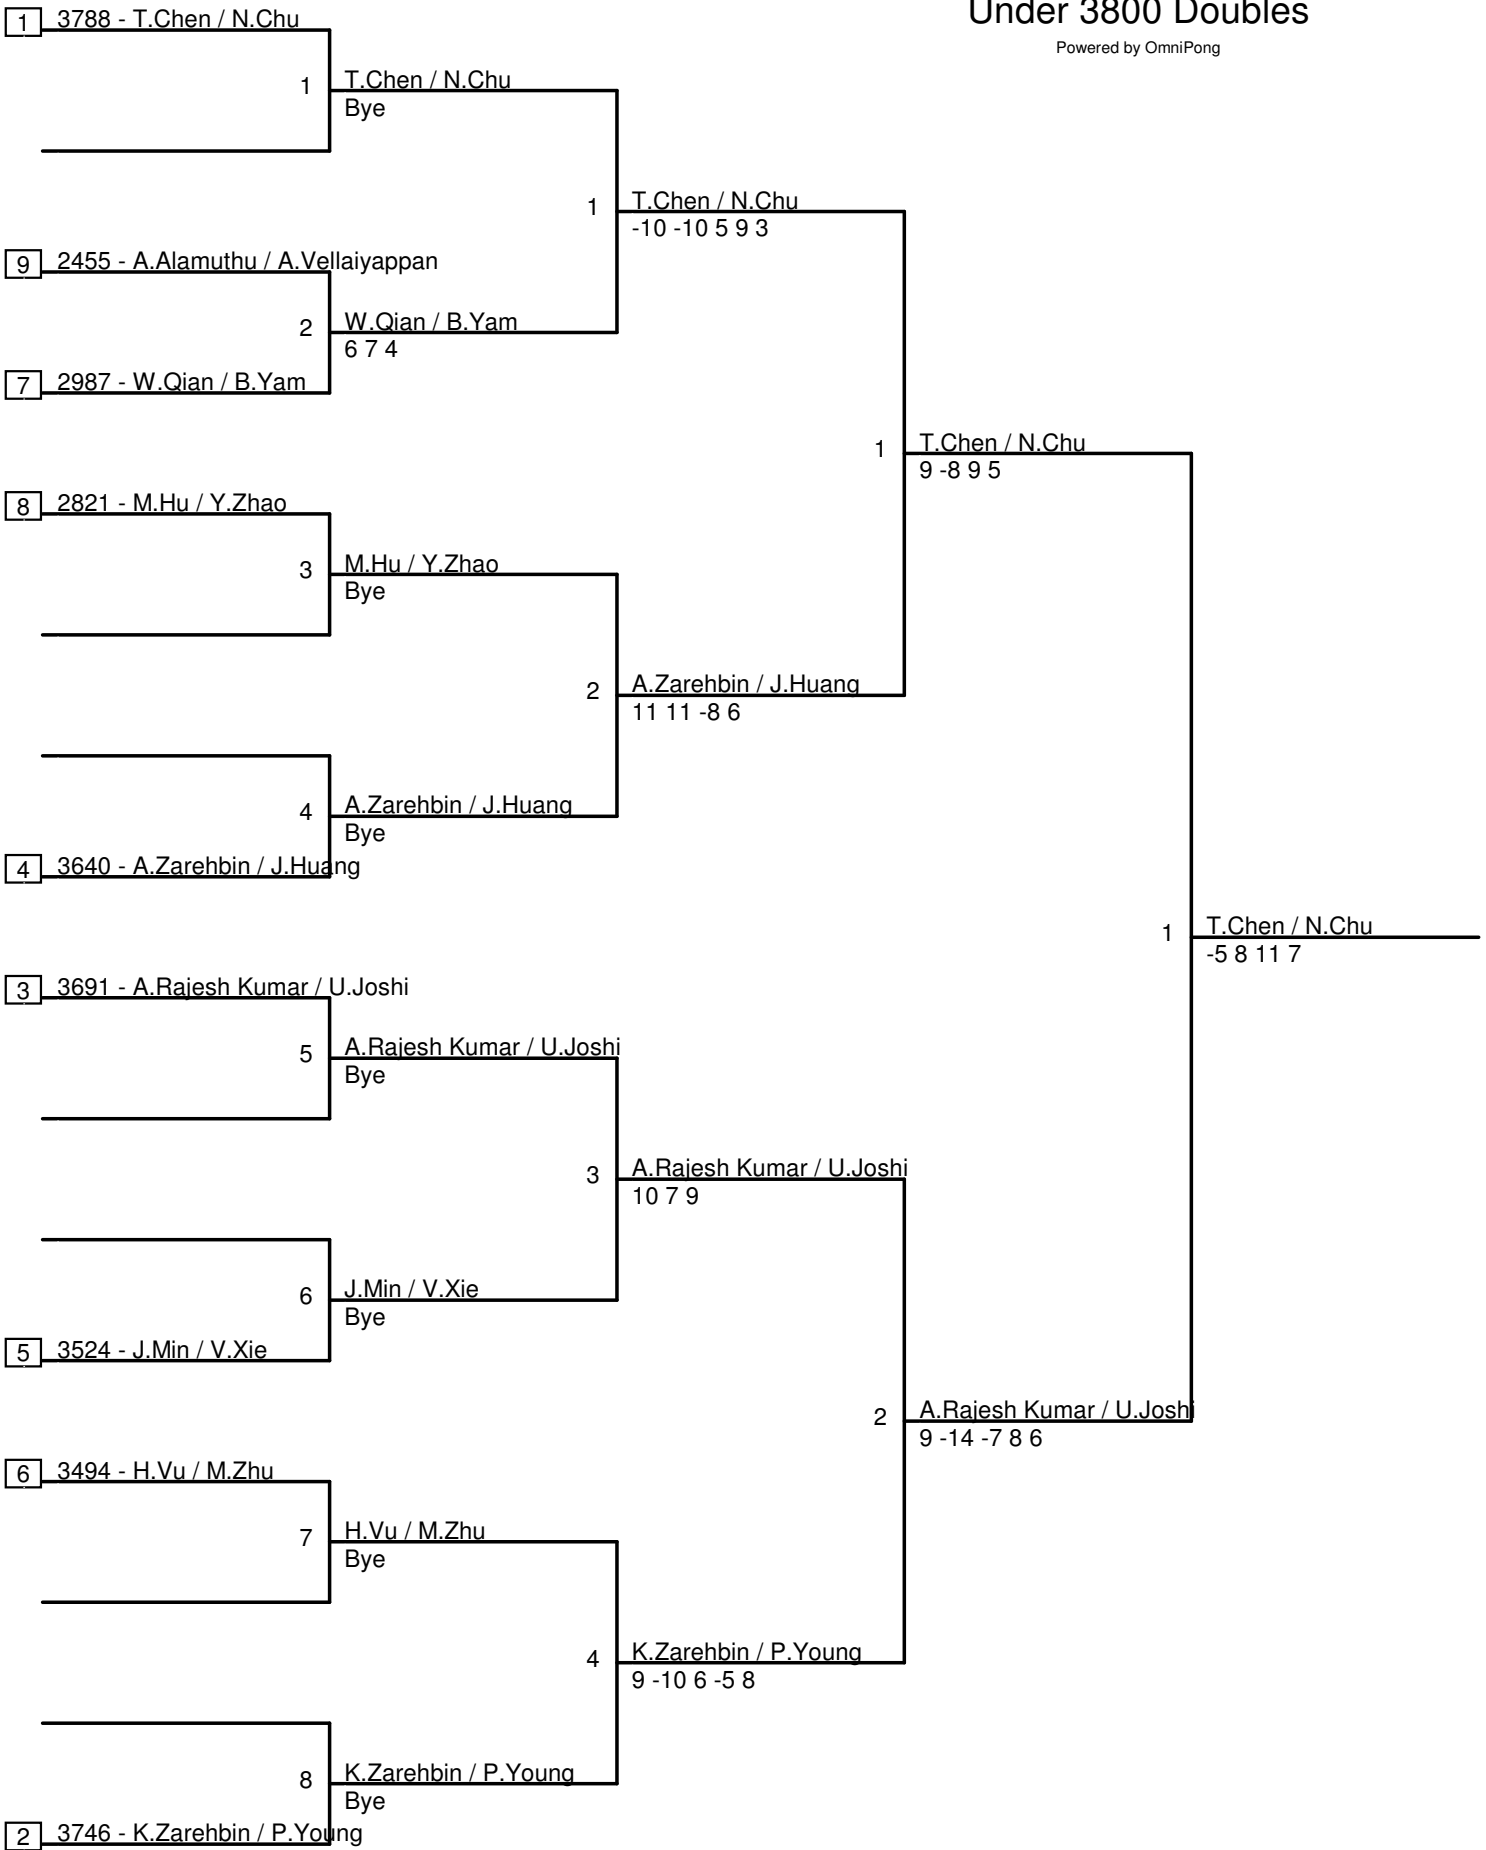 Under 3800 Doubles
Powered by OmniPong
1 3788 - T.Chen / N.Chu
1 T.Chen / N.Chu
Bye
1 T.Chen / N.Chu
-10 -10 5 9 3
9 2455 - A.Alamuthu / A.Vellaiyappan
2 W.Qian / B.Yam
6 7 4
7 2987 - W.Qian / B.Yam
1 T.Chen / N.Chu
9 -8 9 5
8 2821 - M.Hu / Y.Zhao
3 M.Hu / Y.Zhao
Bye
2 A.Zarehbin / J.Huang
11 11 -8 6
4 A.Zarehbin / J.Huang
Bye
4 3640 - A.Zarehbin / J.Huang
1 T.Chen / N.Chu
-5 8 11 7
3 3691 - A.Rajesh Kumar / U.Joshi
5 A.Rajesh Kumar / U.Joshi
Bye
3 A.Rajesh Kumar / U.Joshi
10 7 9
6 J.Min / V.Xie
Bye
5 3524 - J.Min / V.Xie
2 A.Rajesh Kumar / U.Joshi
9 -14 -7 8 6
6 3494 - H.Vu / M.Zhu
7 H.Vu / M.Zhu
Bye
4 K.Zarehbin / P.Young
9 -10 6 -5 8
8 K.Zarehbin / P.Young
Bye
2 3746 - K.Zarehbin / P.Young